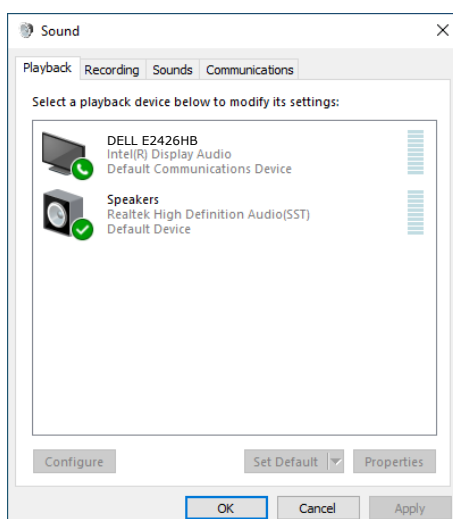 Sound
Playback Recording Sounds Communications
Select a playback device below to modify its settings:
DELL E2426HB
Intel(R) Display Audio
Default Communications Device
Speakers
Realtek High Definition Audio(SST)
Default Device
Configure Set Default Properties
OK Cancel Apply